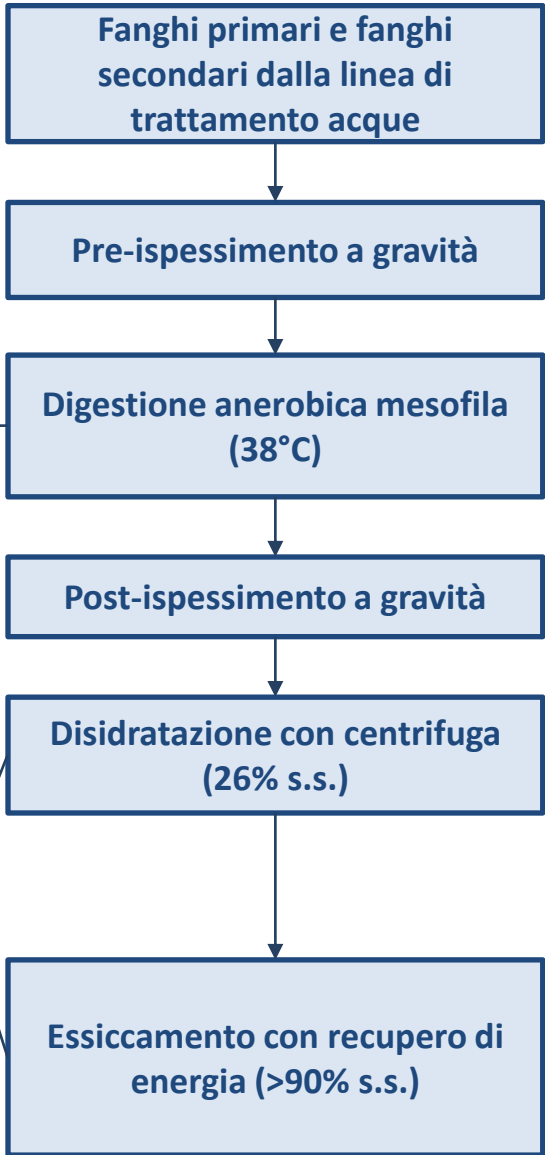 Fanghi primari e fanghi
secondari dalla linea di
trattamento acque
Pre-ispessimento a gravità
Digestione anerobica mesofila
(38°C)
Post-ispessimento a gravità
Disidratazione con centrifuga
(26% s.s.)
Essiccamento con recupero di
energia (>90% s.s.)